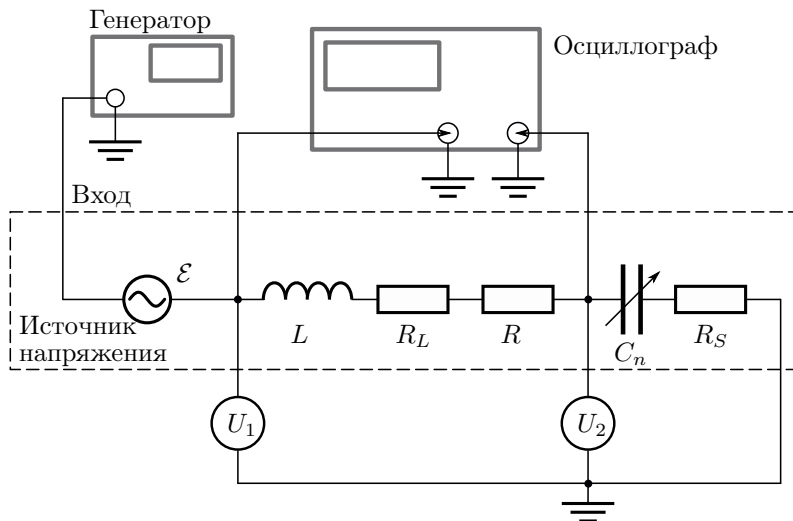 Генератор
Осциллограф
Вход
ℰ
Источник
напряжения
L
R_L
R
C_n
R_S
U_1
U_2